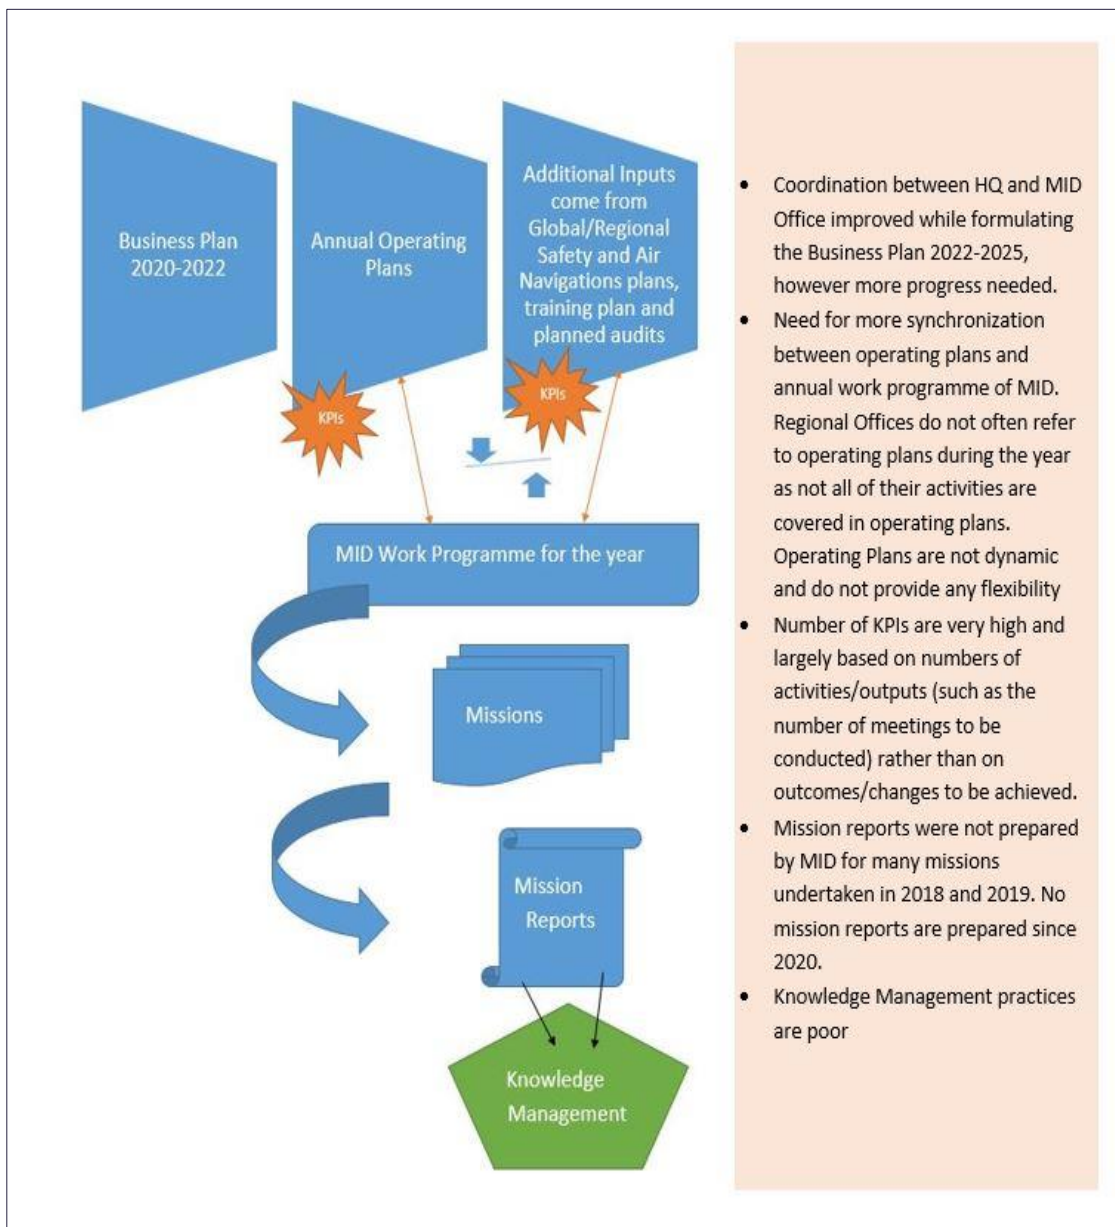 Business Plan
2020-2022
Annual Operating
Plans
Additional Inputs
come from
Global/Regional
Safety and Air
Navigations plans,
training plan and
planned audits
KPIs
KPIs
MID Work Programme for the year
Missions
Mission
Reports
Knowledge
Management
• Coordination between HQ and MID
Office improved while formulating
the Business Plan 2022-2025,
however more progress needed.
• Need for more synchronization
between operating plans and
annual work programme of MID.
Regional Offices do not often refer
to operating plans during the year
as not all of their activities are
covered in operating plans.
Operating Plans are not dynamic
and do not provide any flexibility
• Number of KPIs are very high and
largely based on numbers of
activities/outputs (such as the
number of meetings to be
conducted) rather than on
outcomes/changes to be achieved.
• Mission reports were not prepared
by MID for many missions
undertaken in 2018 and 2019. No
mission reports are prepared since
2020.
• Knowledge Management practices
are poor